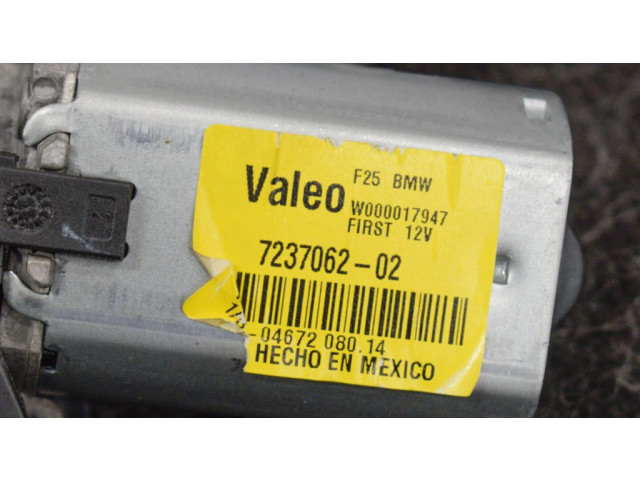 Valeo
F25 BMW
W000017947
FIRST 12V
7237062-02
-04672 080.14
HECHO EN MEXICO